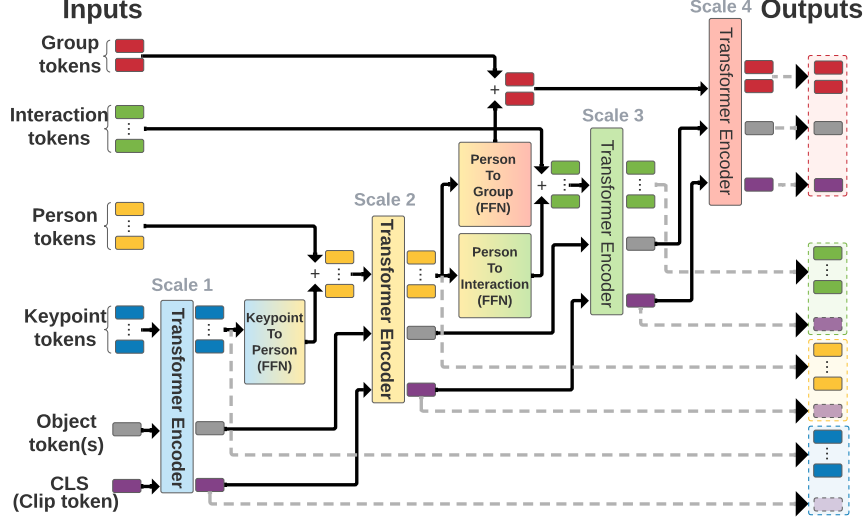 Inputs
Scale 4
Outputs
Group
tokens
+
Transformer Encoder
Interaction
tokens
Scale 3
Person
To
Group
(FFN)
+
Transformer Encoder
Scale 2
Person
tokens
+
Transformer Encoder
Person
To
Interaction
(FFN)
Scale 1
Keypoint
tokens
Transformer Encoder
Keypoint
To
Person
(FFN)
Object
token(s)
CLS
(Clip token)